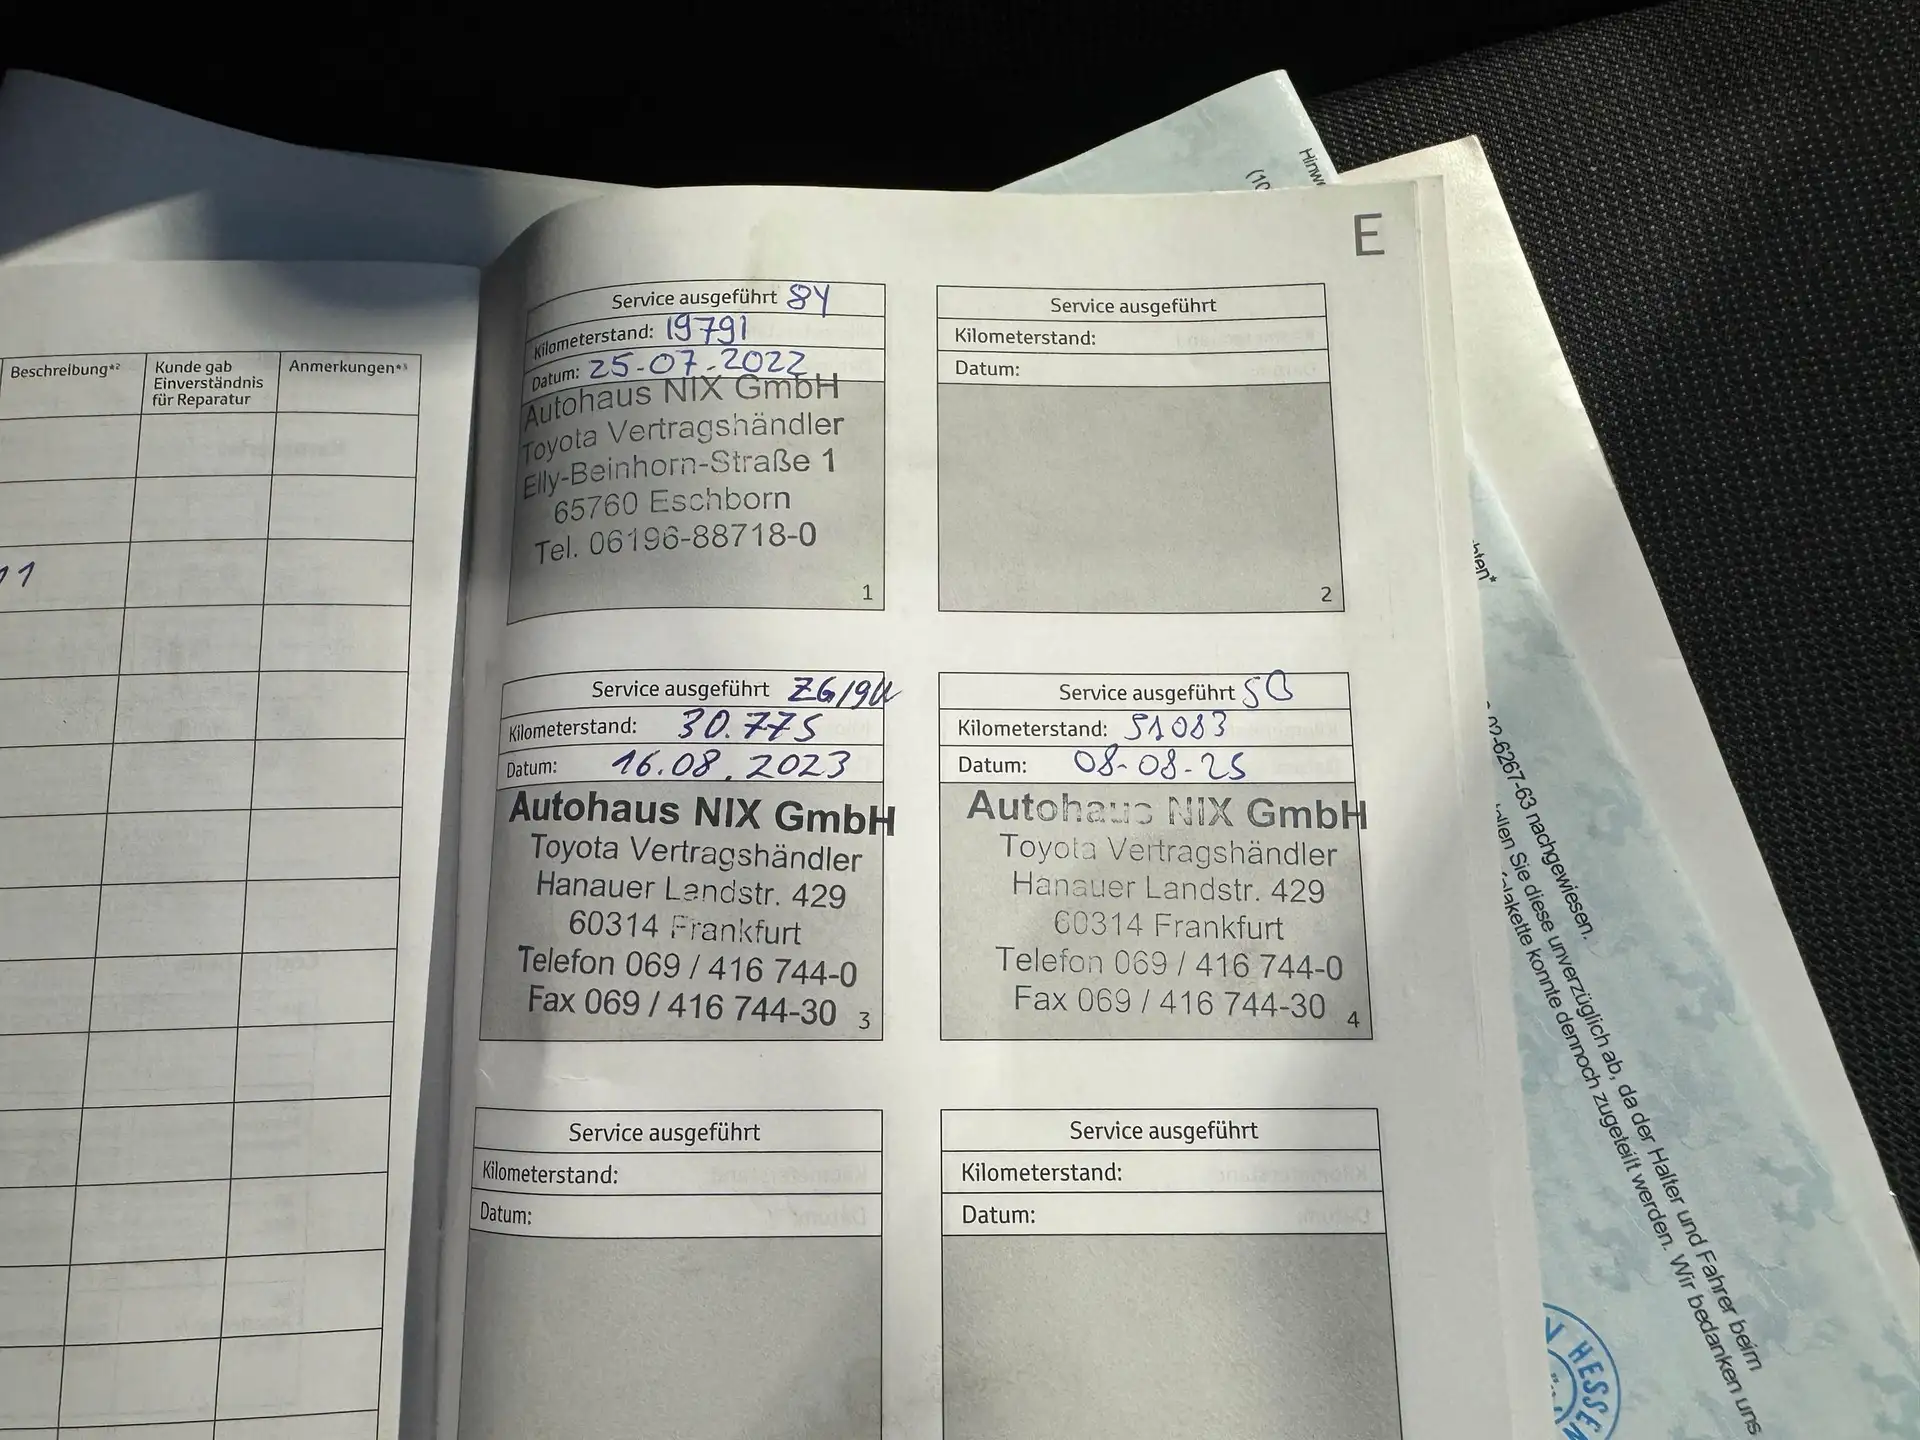 E
Beschreibung*²
Kunde gab
Einverständnis
für Reparatur
Anmerkungen*³
11
Service ausgeführt 84
Kilometerstand: 19791
Datum: 25-07-2022
Autohaus NIX GmbH
Toyota Vertragshändler
Elly-Beinhorn-Straße 1
65760 Eschborn
Tel. 06196-88718-0
1
Service ausgeführt
Kilometerstand:
Datum:
2
Service ausgeführt
Kilometerstand: 30.775
Datum: 16.08.2023
Autohaus NIX GmbH
Toyota Vertragshändler
Hanauer Landstr. 429
60314 Frankfurt
Telefon 069 / 416 744-0
Fax 069 / 416 744-30
3
Service ausgeführt
Kilometerstand: 51083
Datum: 08-08-25
Autohaus NIX GmbH
Toyota Vertragshändler
Hanauer Landstr. 429
60314 Frankfurt
Telefon 069 / 416 744-0
Fax 069 / 416 744-30
4
Service ausgeführt
Kilometerstand:
Datum:
Service ausgeführt
Kilometerstand:
Datum:
(10
-6267-63 nachgewiesen.
Sie diese unverzüglich ab, da der Halter und Fahrer beim
konnte dennoch zugeteilt werden. Wir bedanken uns
HESSEN